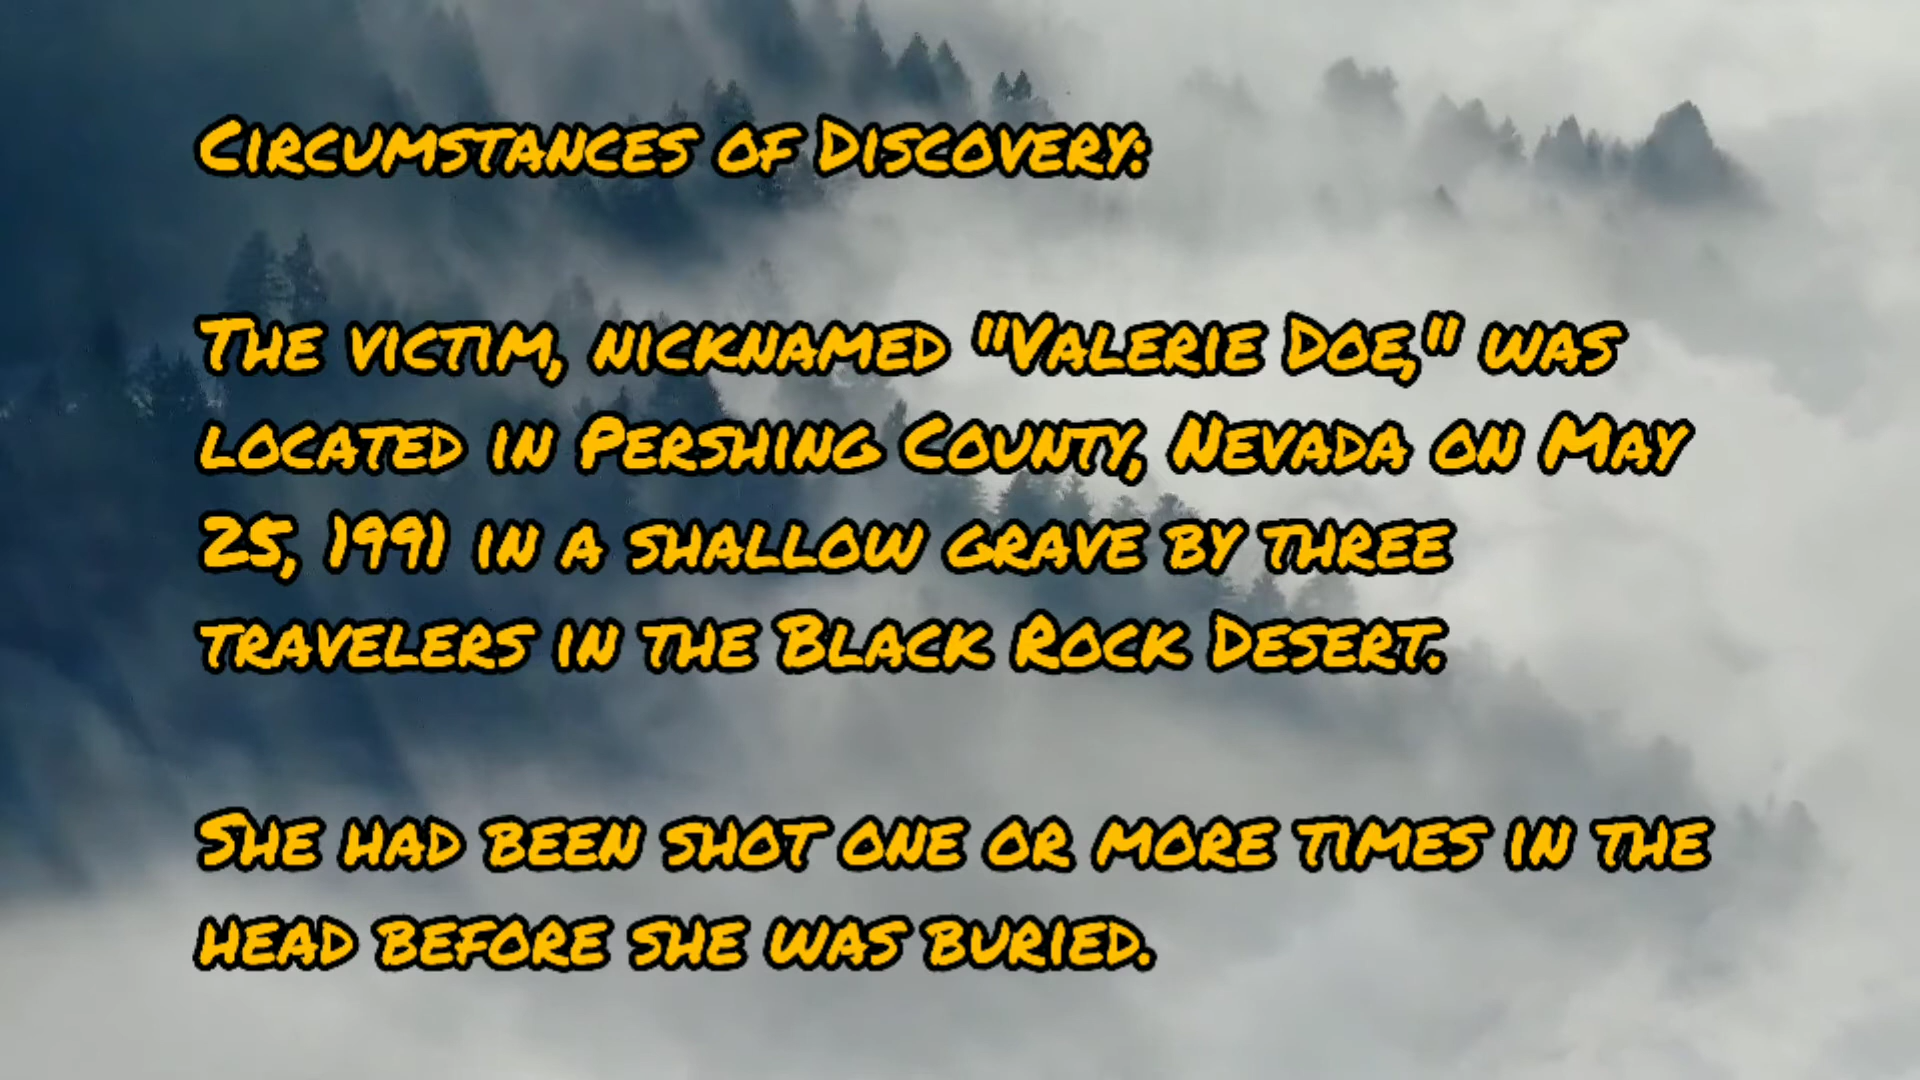 Circumstances of Discovery:
The victim, nicknamed "Valerie Doe," was
located in Pershing County, Nevada on May
25, 1991 in a shallow grave by three
travelers in the Black Rock Desert.
She had been shot one or more times in the
head before she was buried.